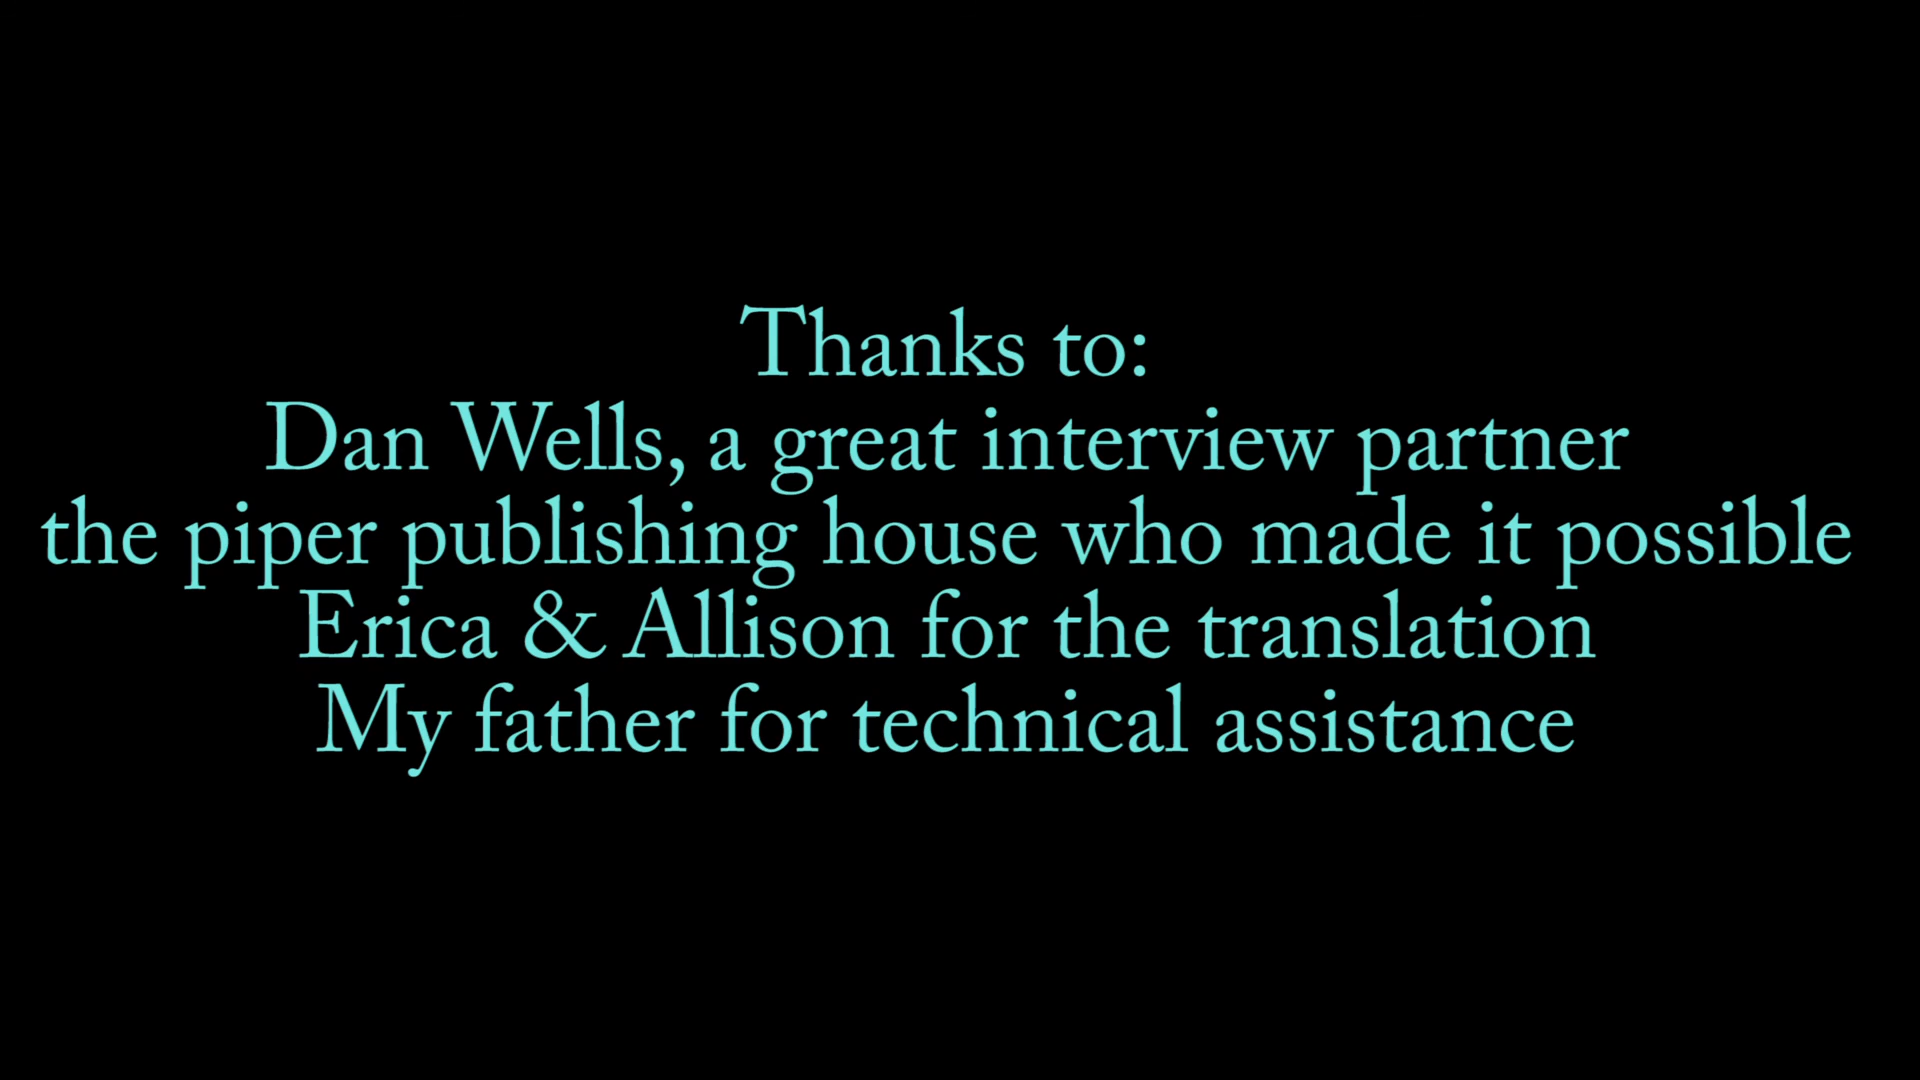 Thanks to:
Dan Wells, a great interview partner
the piper publishing house who made it possible
Erica & Allison for the translation
My father for technical assistance